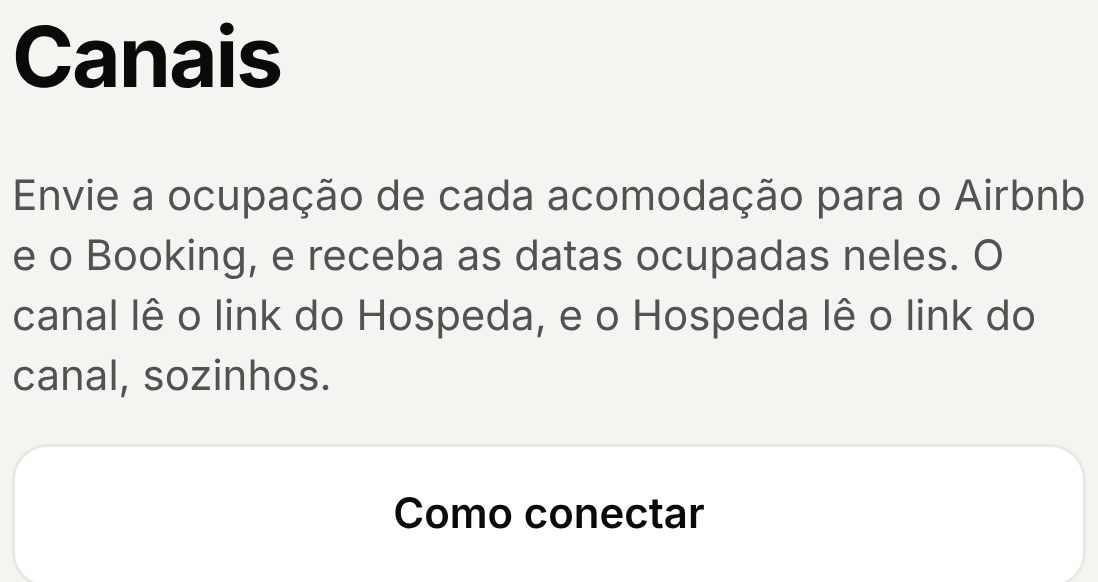 Canais
Envie a ocupação de cada acomodação para o Airbnb
e o Booking, e receba as datas ocupadas neles. O
canal lê o link do Hospeda, e o Hospeda lê o link do
canal, sozinhos.
Como conectar